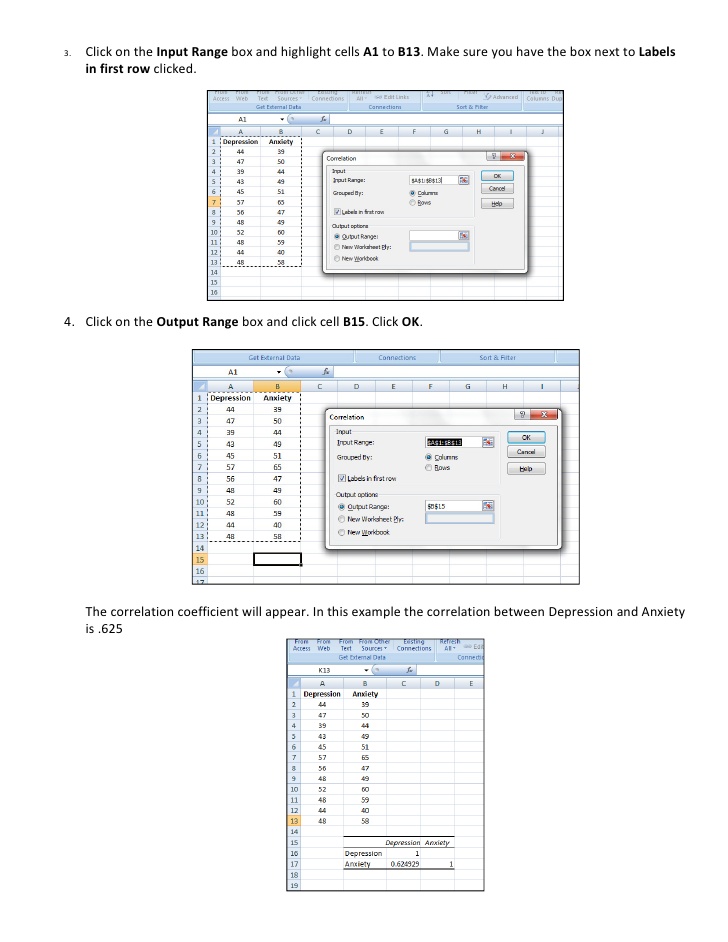 3. Click on the Input Range box and highlight cells A1 to B13. Make sure you have the box next to Labels
in first row clicked.
Access Web Text Sources Connections All Edit Links Advanced Columns
Get External Data Connections Sort & Filter
A1 fx
A B C D E F G H I J
1 Depression Anxiety
2 44 39
3 47 50
4 39 44
5 43 49
6 45 51
7 57 65
8 56 47
9 48 49
10 52 60
11 48 59
12 44 40
13 48 58
14
15
16
Correlation ?
Input
Input Range: $A$1:$B$13 OK
Grouped By: Columns Cancel
Rows Help
Labels in first row
Output options
Output Range:
New Worksheet Ply:
New Workbook
4. Click on the Output Range box and click cell B15. Click OK.
Get External Data Connections Sort & Filter
A1 fx
A B C D E F G H I
1 Depression Anxiety
2 44 39
3 47 50
4 39 44
5 43 49
6 45 51
7 57 65
8 56 47
9 48 49
10 52 60
11 48 59
12 44 40
13 48 58
14
15
16
17
Correlation ?
Input
Input Range: $A$1:$B$13 OK
Grouped By: Columns Cancel
Rows Help
Labels in first row
Output options
Output Range: $B$15
New Worksheet Ply:
New Workbook
The correlation coefficient will appear. In this example the correlation between Depression and Anxiety
is .625
From From From From Other Existing Refresh
Access Web Text Sources Connections All Edit
Get External Data Connectio
K13 fx
A B C D E
1 Depression Anxiety
2 44 39
3 47 50
4 39 44
5 43 49
6 45 51
7 57 65
8 56 47
9 48 49
10 52 60
11 48 59
12 44 40
13 48 58
14
15 Depression Anxiety
16 Depression 1
17 Anxiety 0.624929 1
18
19